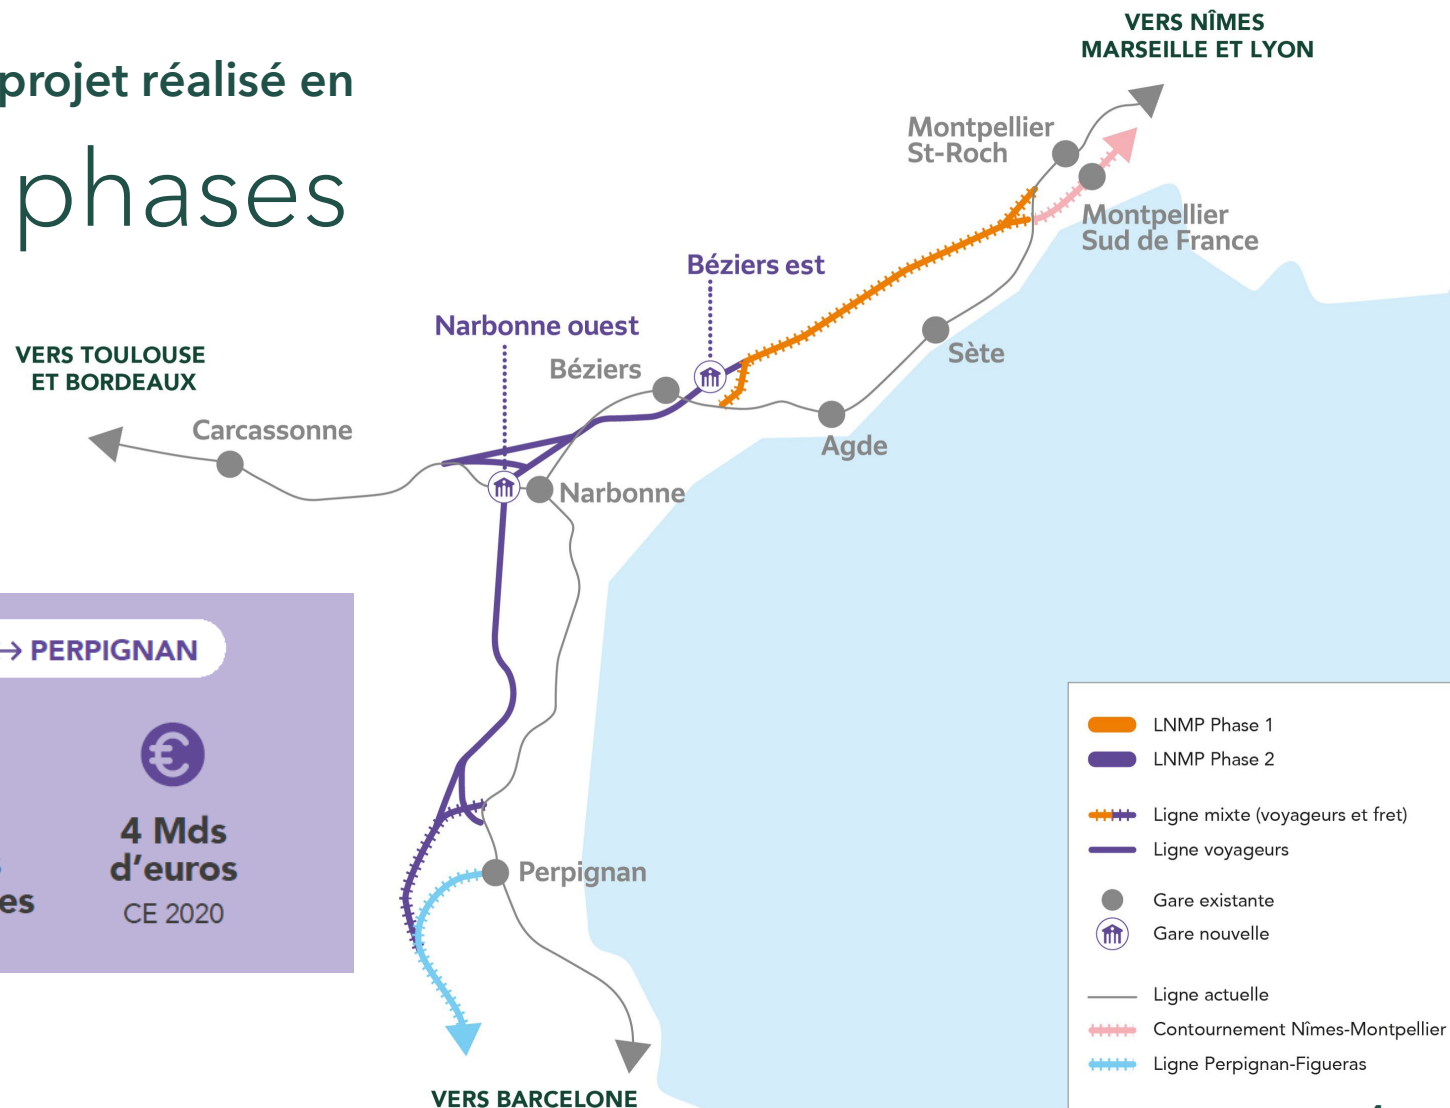 projet réalisé en
phases
VERS NÎMES
MARSEILLE ET LYON
Montpellier
St-Roch
Montpellier
Sud de France
Béziers est
Narbonne ouest
VERS TOULOUSE
ET BORDEAUX
Béziers
Sète
Carcassonne
Agde
Narbonne
→ PERPIGNAN
€
4 Mds
d'euros
es
CE 2020
Perpignan
VERS BARCELONE
LNMP Phase 1
LNMP Phase 2
Ligne mixte (voyageurs et fret)
Ligne voyageurs
Gare existante
Gare nouvelle
Ligne actuelle
Contournement Nîmes-Montpellier
Ligne Perpignan-Figueras